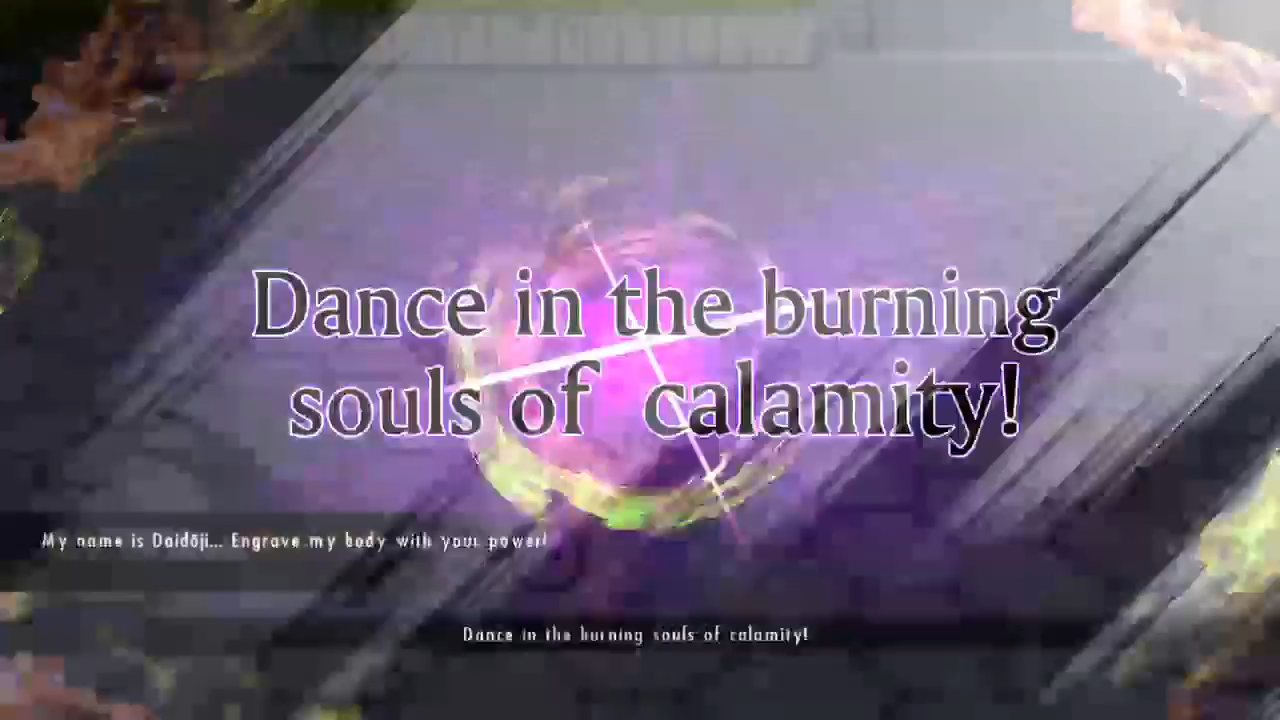 Dance in the burning
souls of calamity!
My name is Daidōji... Engrave my body with your power!
Dance in the burning souls of calamity!